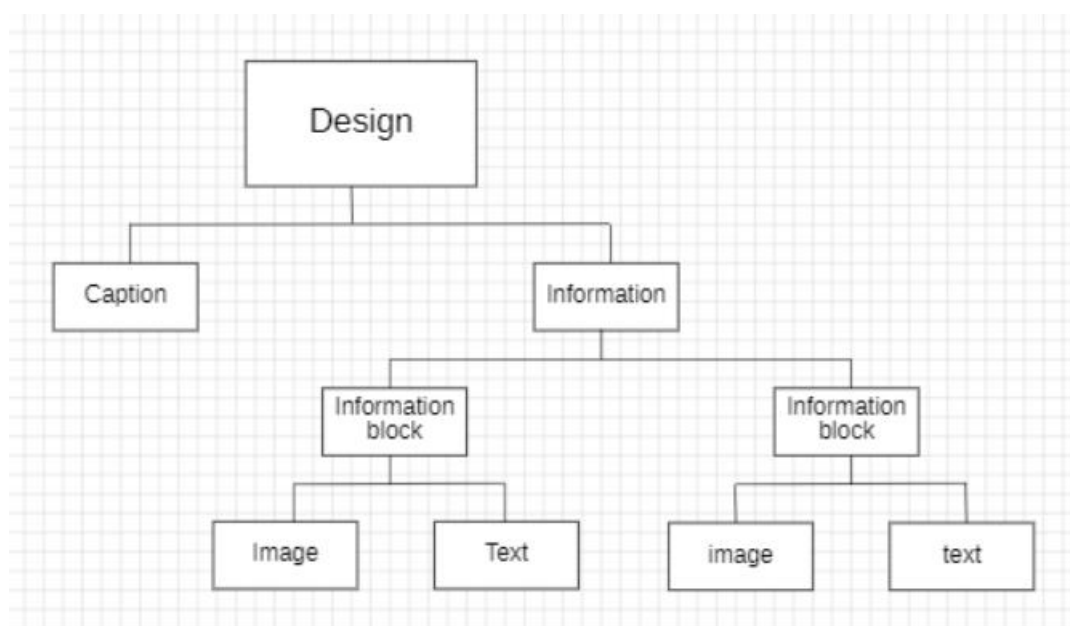 Design
Caption
Information
Information
block
Information
block
Image
Text
image
text